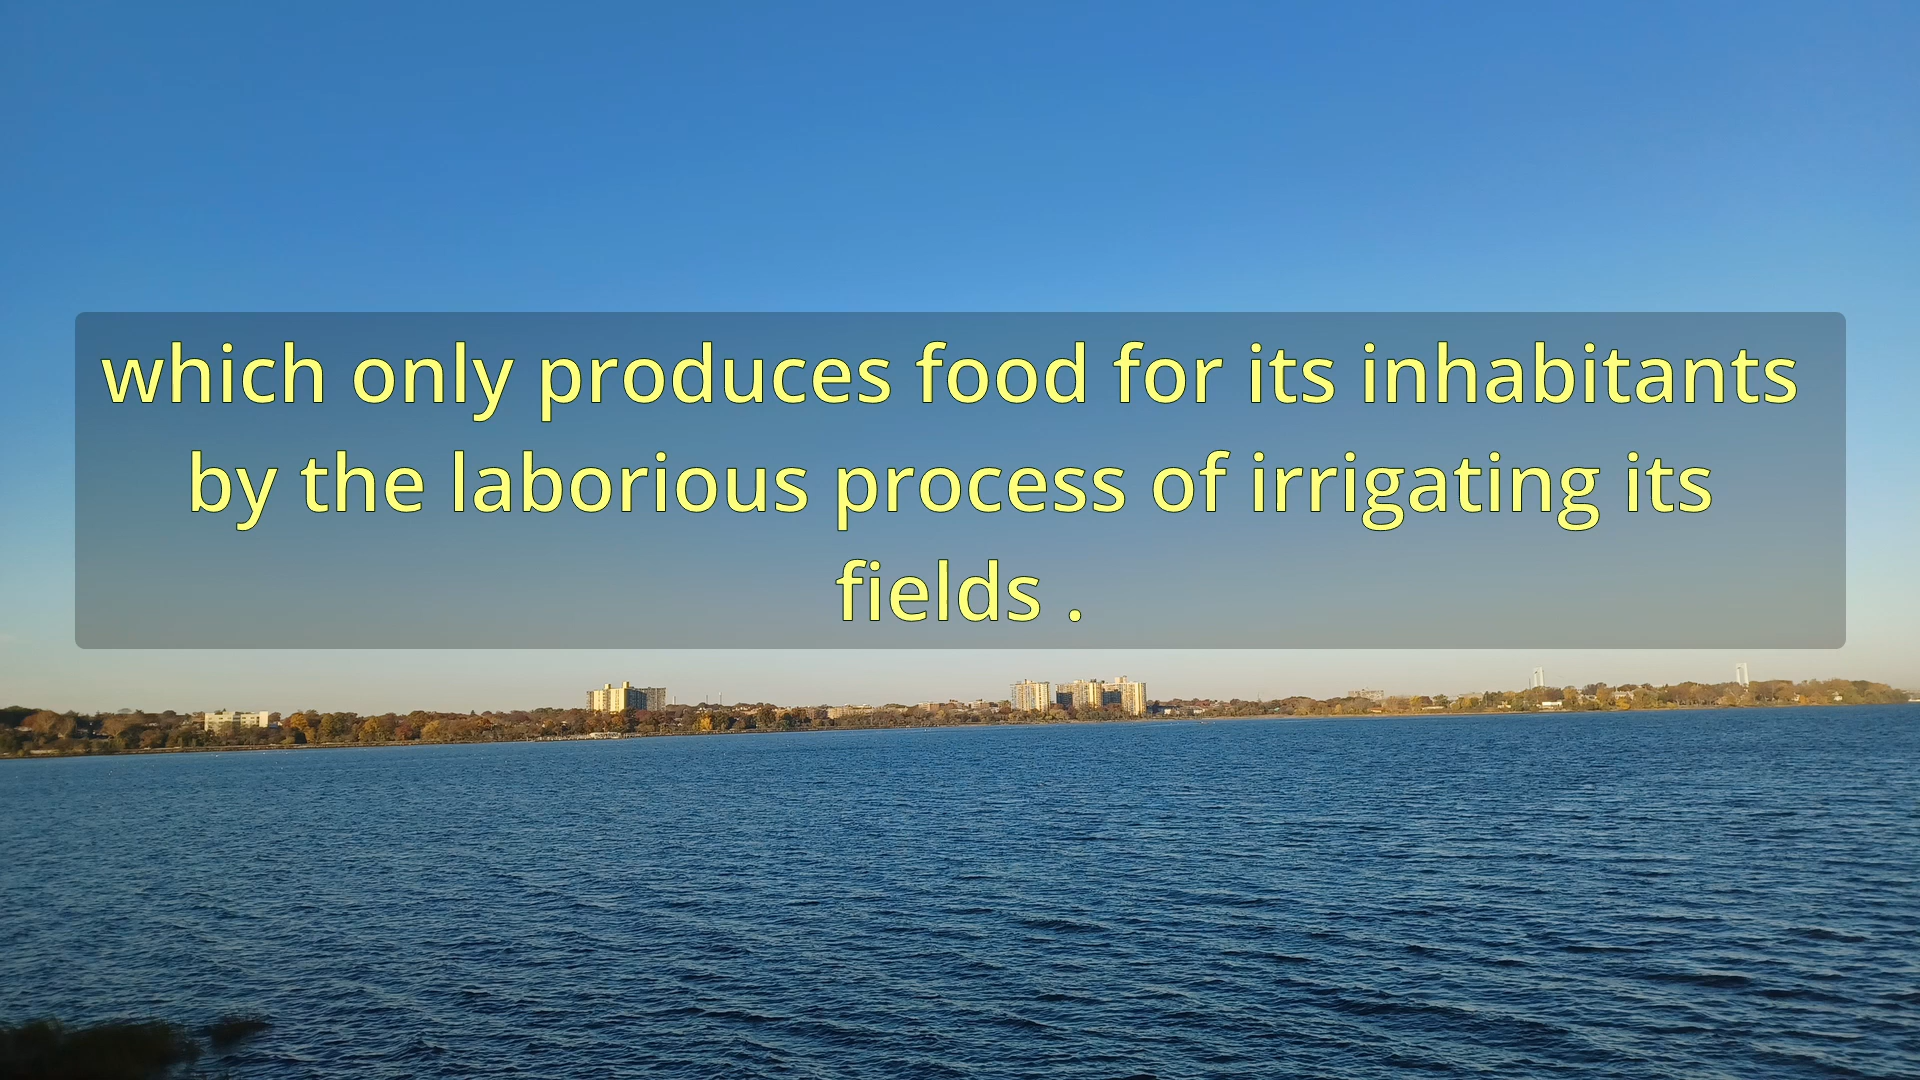 which only produces food for its inhabitants
by the laborious process of irrigating its
fields .